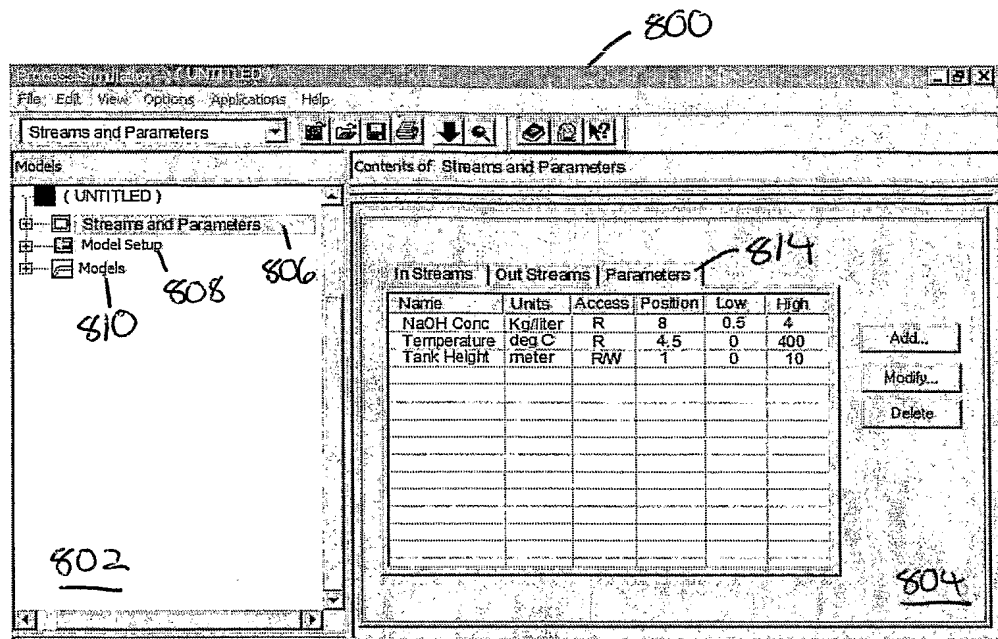 800
Process Simulation - ( UNTITLED )
File Edit View Options Applications Help
Streams and Parameters
Models
Contents of Streams and Parameters
( UNTITLED )
Streams and Parameters
Model Setup
Models
806
808
810
814
In Streams Out Streams Parameters
Name Units Access Position Low High
NaOH Conc Kg/liter R 8 0.5 4
Temperature deg C R 4.5 0 400
Tank Height meter R/W 1 0 10
Add...
Modify...
Delete
802
804